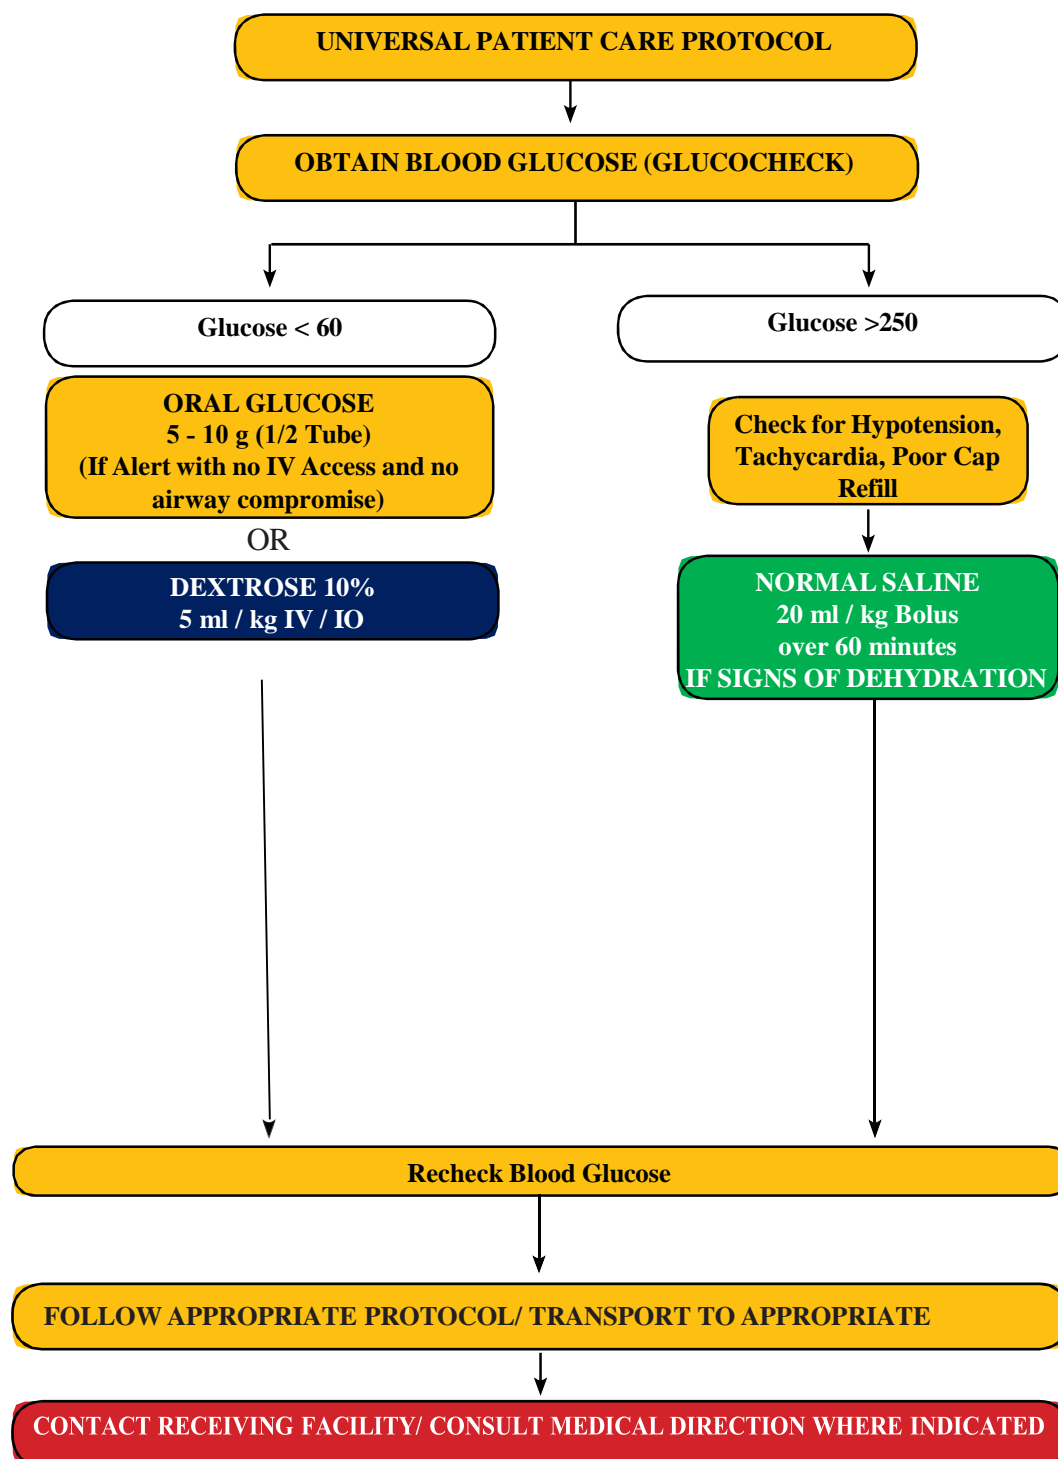 UNIVERSAL PATIENT CARE PROTOCOL
OBTAIN BLOOD GLUCOSE (GLUCOCHECK)
Glucose < 60
ORAL GLUCOSE
5 - 10 g (1/2 Tube)
(If Alert with no IV Access and no
airway compromise)
OR
DEXTROSE 10%
5 ml / kg IV / IO
Glucose >250
Check for Hypotension,
Tachycardia, Poor Cap
Refill
NORMAL SALINE
20 ml / kg Bolus
over 60 minutes
IF SIGNS OF DEHYDRATION
Recheck Blood Glucose
FOLLOW APPROPRIATE PROTOCOL/ TRANSPORT TO APPROPRIATE
CONTACT RECEIVING FACILITY/ CONSULT MEDICAL DIRECTION WHERE INDICATED